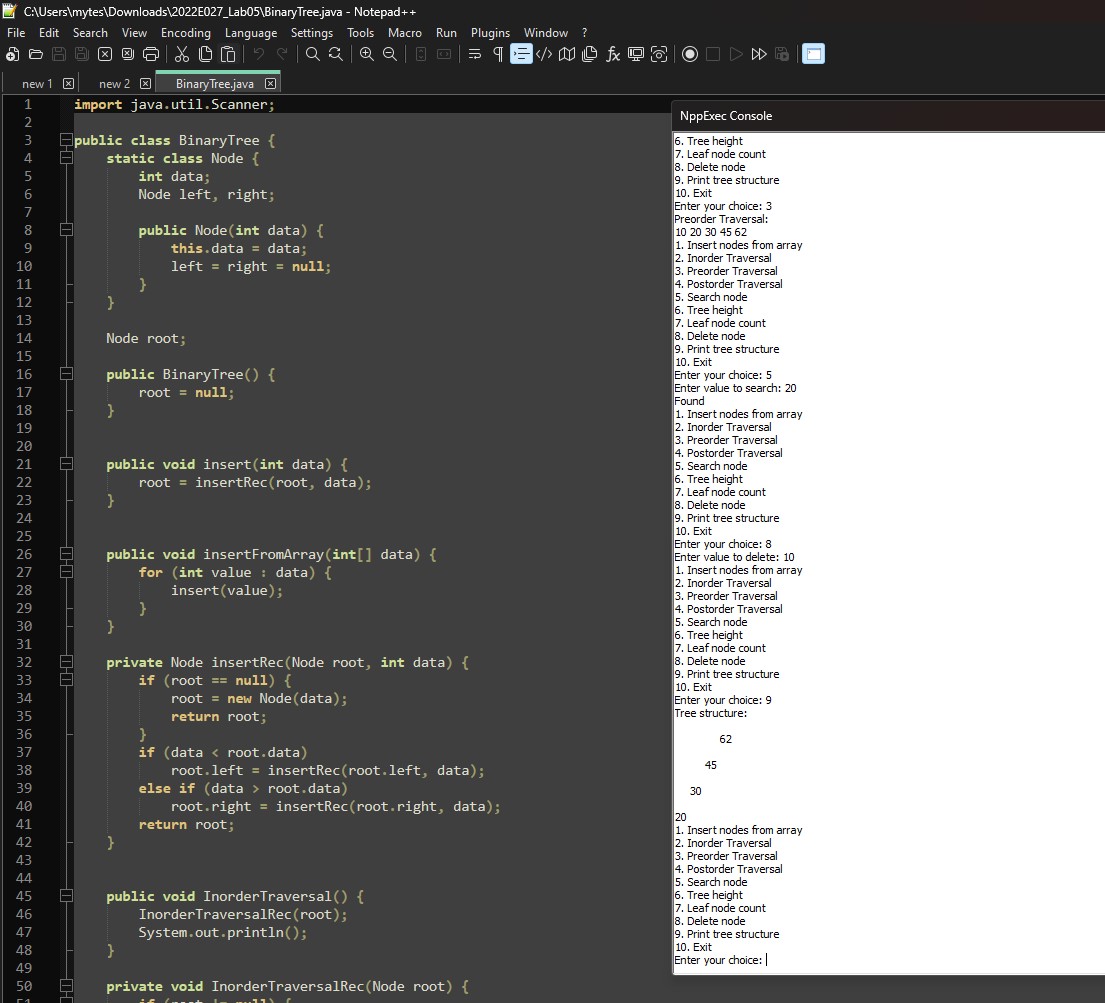 C:\Users\mytes\Downloads\2022E027_Lab05\BinaryTree.java - Notepad++
File Edit Search View Encoding Language Settings Tools Macro Run Plugins Window ?
new 1 new 2 BinaryTree.java
1 import java.util.Scanner;
2
3 public class BinaryTree {
4 static class Node {
5 int data;
6 Node left, right;
7
8 public Node(int data) {
9 this.data = data;
10 left = right = null;
11 }
12 }
13
14 Node root;
15
16 public BinaryTree() {
17 root = null;
18 }
19
20
21 public void insert(int data) {
22 root = insertRec(root, data);
23 }
24
25
26 public void insertFromArray(int[] data) {
27 for (int value : data) {
28 insert(value);
29 }
30 }
31
32 private Node insertRec(Node root, int data) {
33 if (root == null) {
34 root = new Node(data);
35 return root;
36 }
37 if (data < root.data)
38 root.left = insertRec(root.left, data);
39 else if (data > root.data)
40 root.right = insertRec(root.right, data);
41 return root;
42 }
43
44
45 public void InorderTraversal() {
46 InorderTraversalRec(root);
47 System.out.println();
48 }
49
50 private void InorderTraversalRec(Node root) {
NppExec Console
6. Tree height
7. Leaf node count
8. Delete node
9. Print tree structure
10. Exit
Enter your choice: 3
Preorder Traversal:
10 20 30 45 62
1. Insert nodes from array
2. Inorder Traversal
3. Preorder Traversal
4. Postorder Traversal
5. Search node
6. Tree height
7. Leaf node count
8. Delete node
9. Print tree structure
10. Exit
Enter your choice: 5
Enter value to search: 20
Found
1. Insert nodes from array
2. Inorder Traversal
3. Preorder Traversal
4. Postorder Traversal
5. Search node
6. Tree height
7. Leaf node count
8. Delete node
9. Print tree structure
10. Exit
Enter your choice: 8
Enter value to delete: 10
1. Insert nodes from array
2. Inorder Traversal
3. Preorder Traversal
4. Postorder Traversal
5. Search node
6. Tree height
7. Leaf node count
8. Delete node
9. Print tree structure
10. Exit
Enter your choice: 9
Tree structure:
62
45
30
20
1. Insert nodes from array
2. Inorder Traversal
3. Preorder Traversal
4. Postorder Traversal
5. Search node
6. Tree height
7. Leaf node count
8. Delete node
9. Print tree structure
10. Exit
Enter your choice: